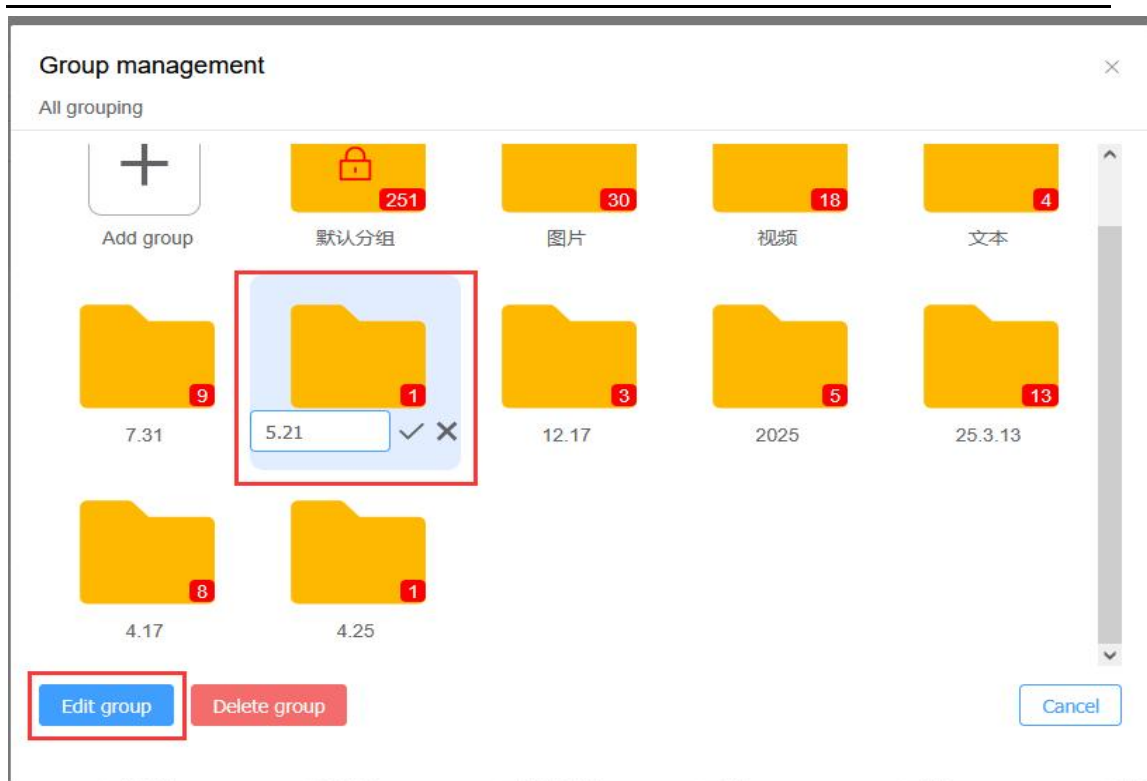 Group management
All grouping
251
30
18
4
Add group
默认分组
图片
视频
文本
9
1
3
5
13
7.31
5.21
12.17
2025
25.3.13
8
1
4.17
4.25
Edit group
Delete group
Cancel